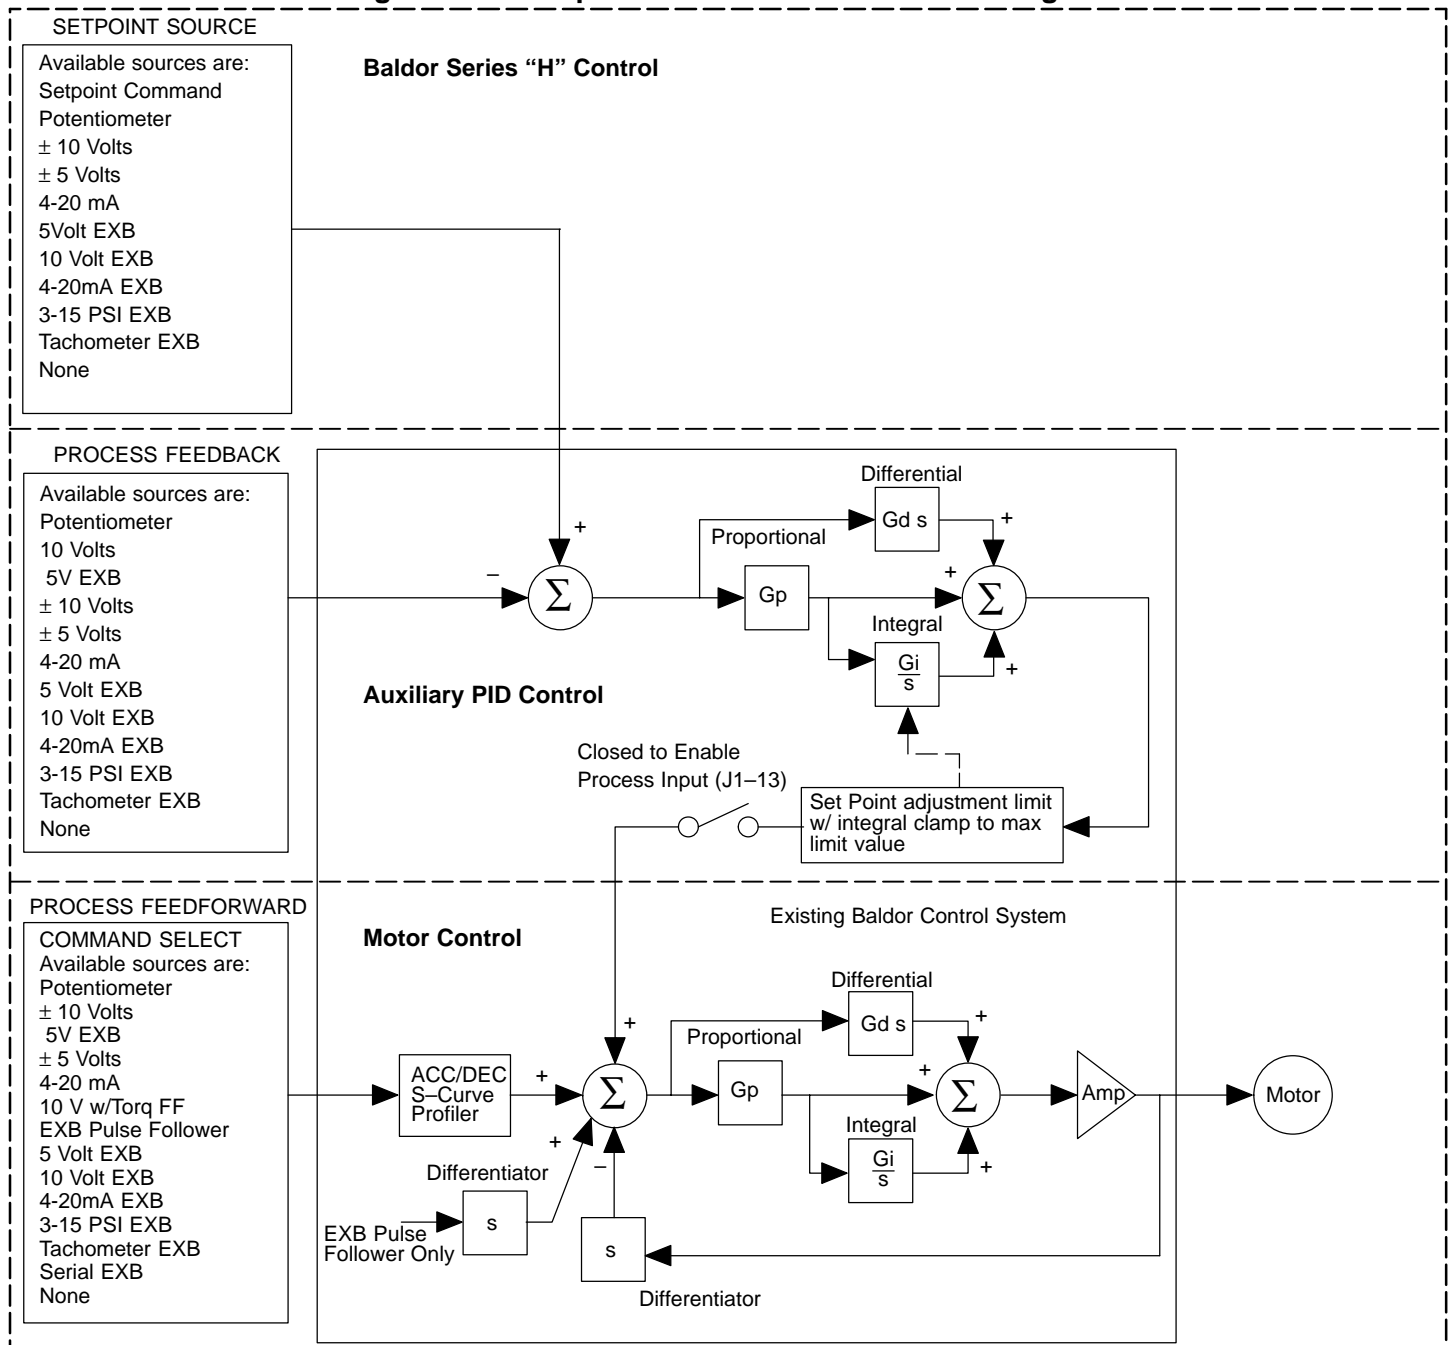 SETPOINT SOURCE
Available sources are:
Setpoint Command
Potentiometer
± 10 Volts
± 5 Volts
4-20 mA
5Volt EXB
10 Volt EXB
4-20mA EXB
3-15 PSI EXB
Tachometer EXB
None
Baldor Series “H” Control
PROCESS FEEDBACK
Available sources are:
Potentiometer
10 Volts
5V EXB
± 10 Volts
± 5 Volts
4-20 mA
5 Volt EXB
10 Volt EXB
4-20mA EXB
3-15 PSI EXB
Tachometer EXB
None
Differential
Gd s
+
+
Proportional
–
Σ
Gp
+
Σ
Integral
Gi
s
+
Auxiliary PID Control
Closed to Enable
Process Input (J1–13)
Set Point adjustment limit
w/ integral clamp to max
limit value
PROCESS FEEDFORWARD
COMMAND SELECT
Available sources are:
Potentiometer
± 10 Volts
5V EXB
± 5 Volts
4-20 mA
10 V w/Torq FF
EXB Pulse Follower
5 Volt EXB
10 Volt EXB
4-20mA EXB
3-15 PSI EXB
Tachometer EXB
Serial EXB
None
Existing Baldor Control System
Motor Control
Differential
Gd s
+
+
Proportional
ACC/DEC
S–Curve
Profiler
+
Σ
Gp
+
Σ
Amp
Motor
Integral
Gi
s
+
+
–
Differentiator
s
EXB Pulse
Follower Only
s
Differentiator